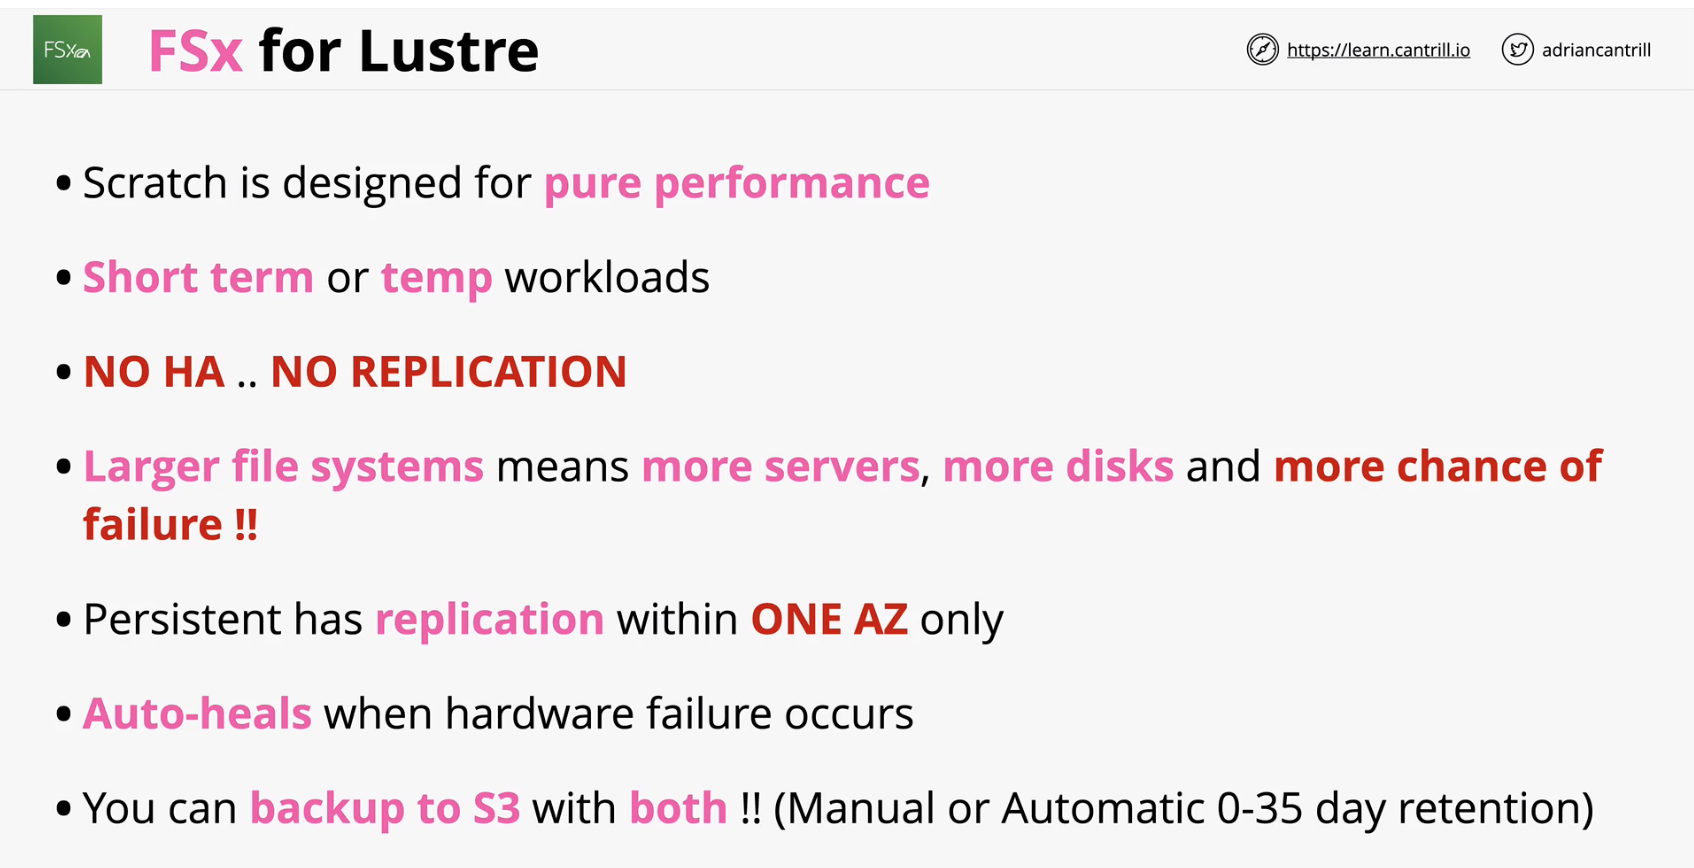 FSx
FSx for Lustre
https://learn.cantrill.io
adriancantrill
• Scratch is designed for pure performance
• Short term or temp workloads
• NO HA .. NO REPLICATION
• Larger file systems means more servers, more disks and more chance of
failure !!
• Persistent has replication within ONE AZ only
• Auto-heals when hardware failure occurs
• You can backup to S3 with both !! (Manual or Automatic 0-35 day retention)